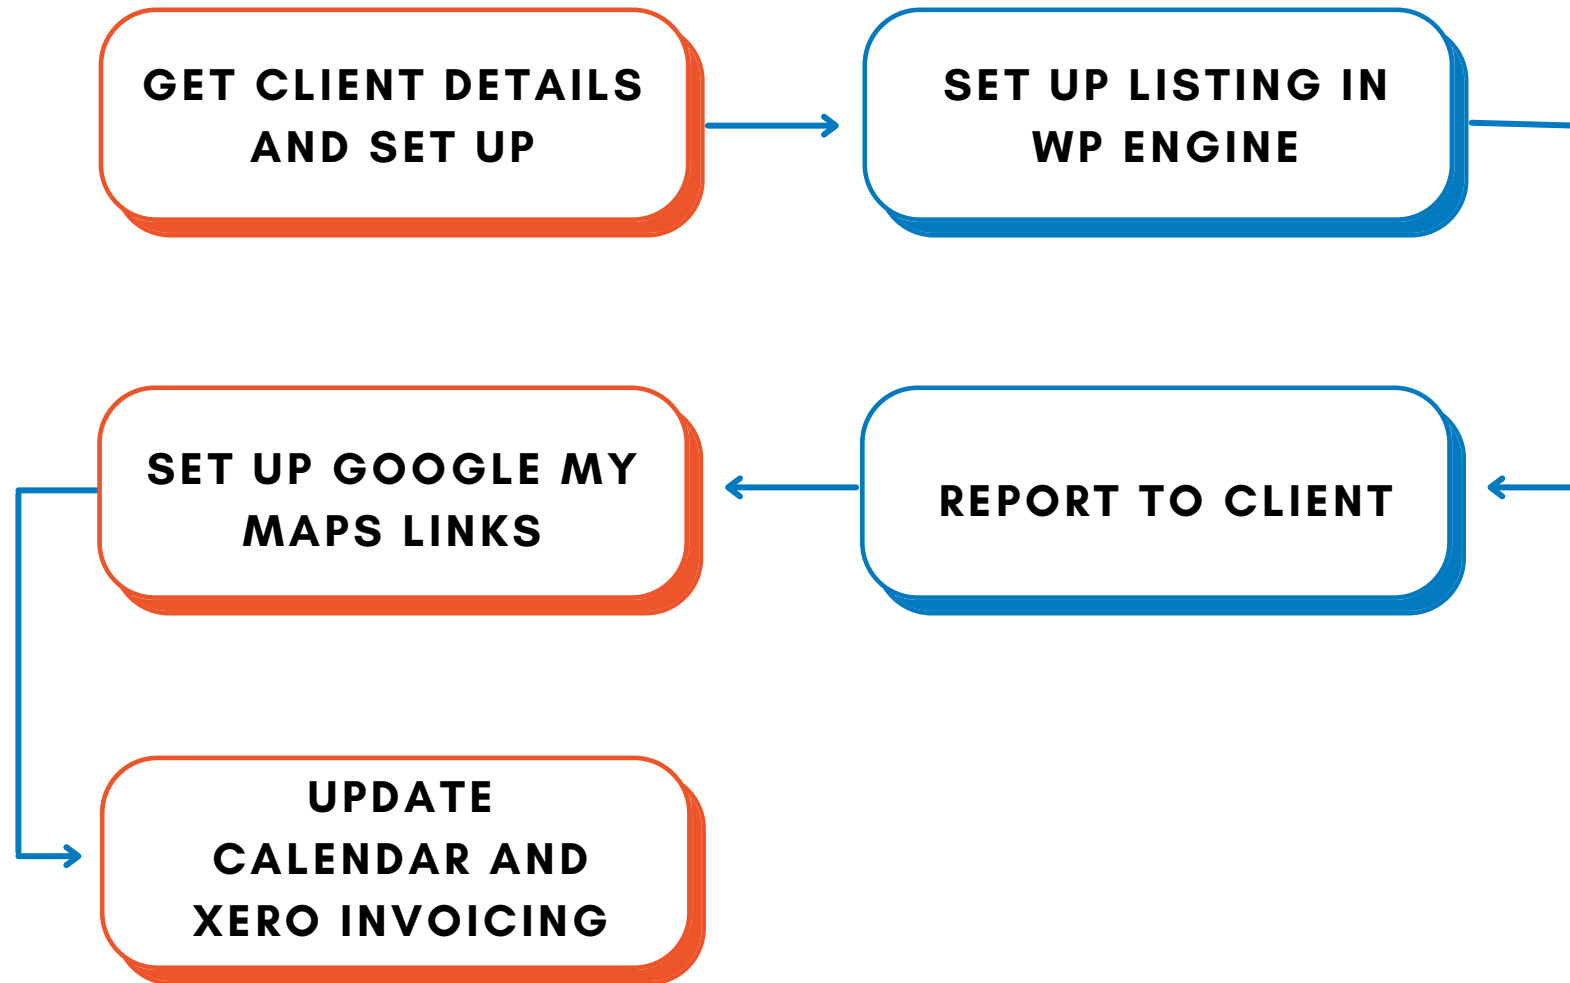 GET CLIENT DETAILS
AND SET UP
SET UP LISTING IN
WP ENGINE
SET UP GOOGLE MY
MAPS LINKS
REPORT TO CLIENT
UPDATE
CALENDAR AND
XERO INVOICING